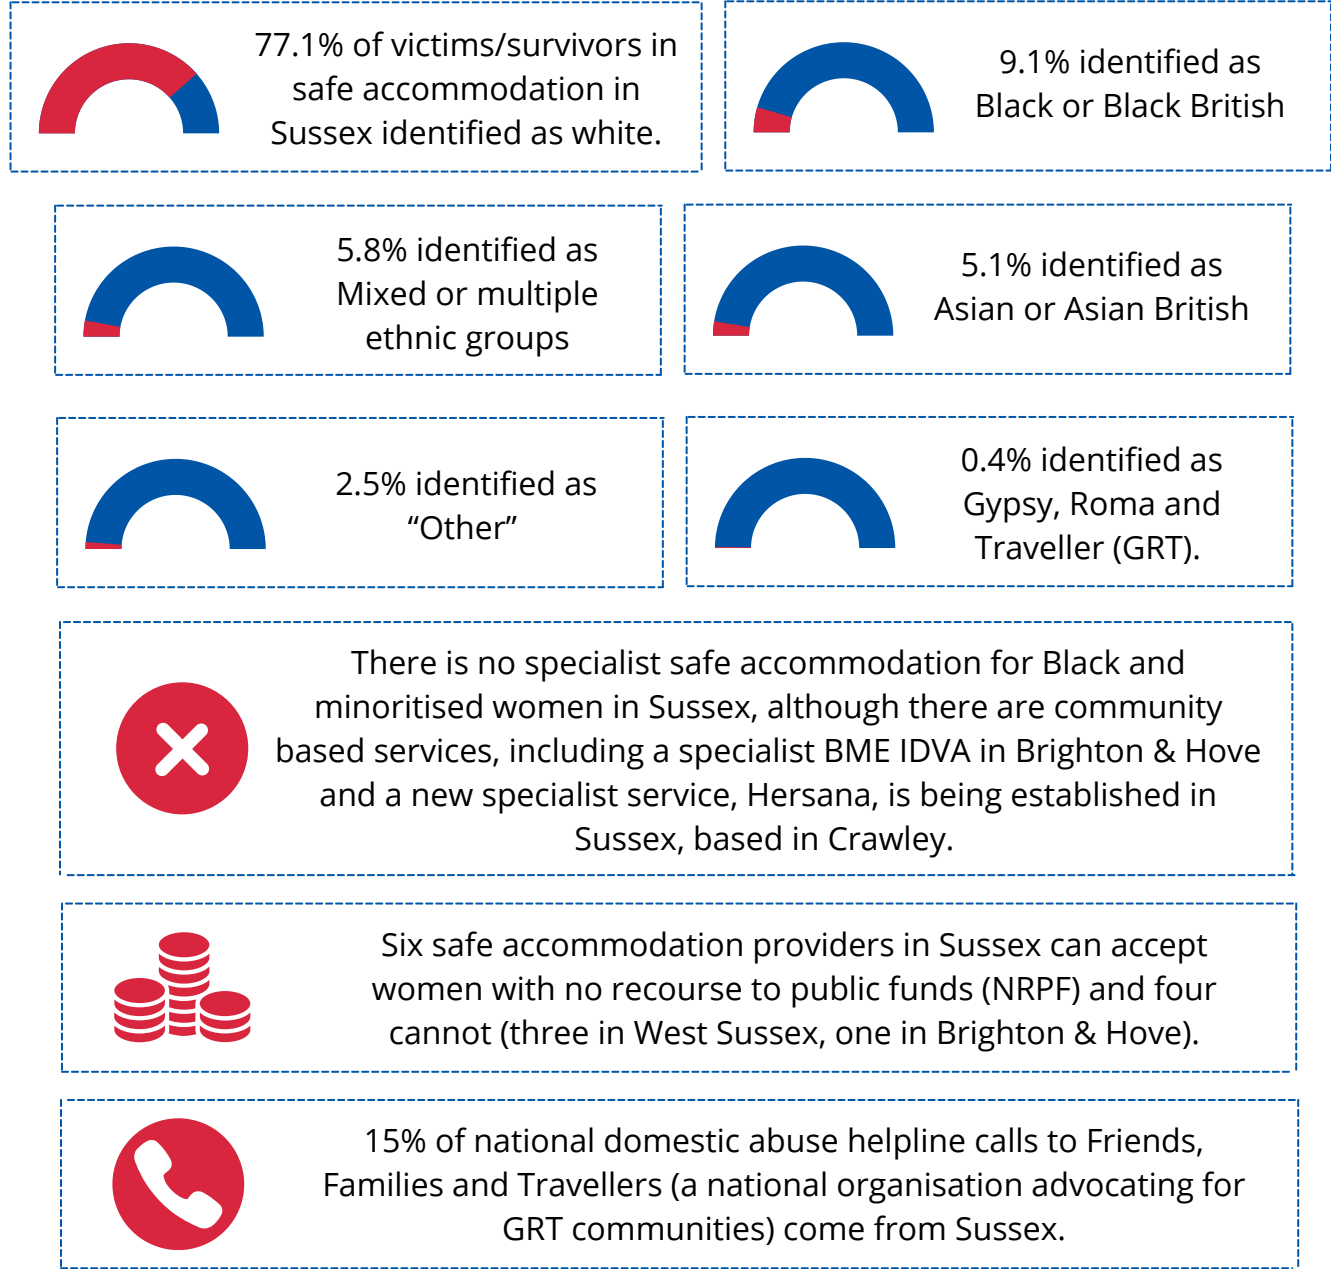 77.1% of victims/survivors in
safe accommodation in
Sussex identified as white.
9.1% identified as
Black or Black British
5.8% identified as
Mixed or multiple
ethnic groups
5.1% identified as
Asian or Asian British
2.5% identified as
“Other”
0.4% identified as
Gypsy, Roma and
Traveller (GRT).
There is no specialist safe accommodation for Black and
minoritised women in Sussex, although there are community
based services, including a specialist BME IDVA in Brighton & Hove
and a new specialist service, Hersana, is being established in
Sussex, based in Crawley.
Six safe accommodation providers in Sussex can accept
women with no recourse to public funds (NRPF) and four
cannot (three in West Sussex, one in Brighton & Hove).
15% of national domestic abuse helpline calls to Friends,
Families and Travellers (a national organisation advocating for
GRT communities) come from Sussex.